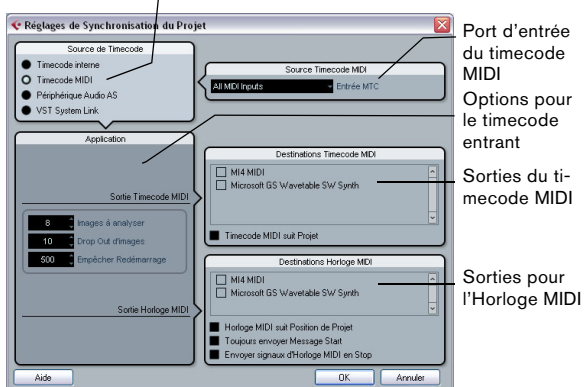 Réglages de Synchronisation du Projet
Source de Timecode
Timecode interne
Timecode MIDI
Périphérique Audio AS
VST System Link
Source Timecode MIDI
All MIDI Inputs
Entrée MTC
Port d'entrée
du timecode
MIDI
Options pour
le timecode
entrant
Application
Sortie Timecode MIDI
8 Images à analyser
10 Drop Out d'images
500 Empêcher Redémarrage
Sortie Horloge MIDI
Destinations Timecode MIDI
MI4 MIDI
Microsoft GS Wavetable SW Synth
Timecode MIDI suit Projet
Sorties du ti-
mecode MIDI
Destinations Horloge MIDI
MI4 MIDI
Microsoft GS Wavetable SW Synth
Horloge MIDI suit Position de Projet
Toujours envoyer Message Start
Envoyer signaux d'Horloge MIDI en Stop
Sorties pour
l'Horloge MIDI
Aide
OK
Annuler